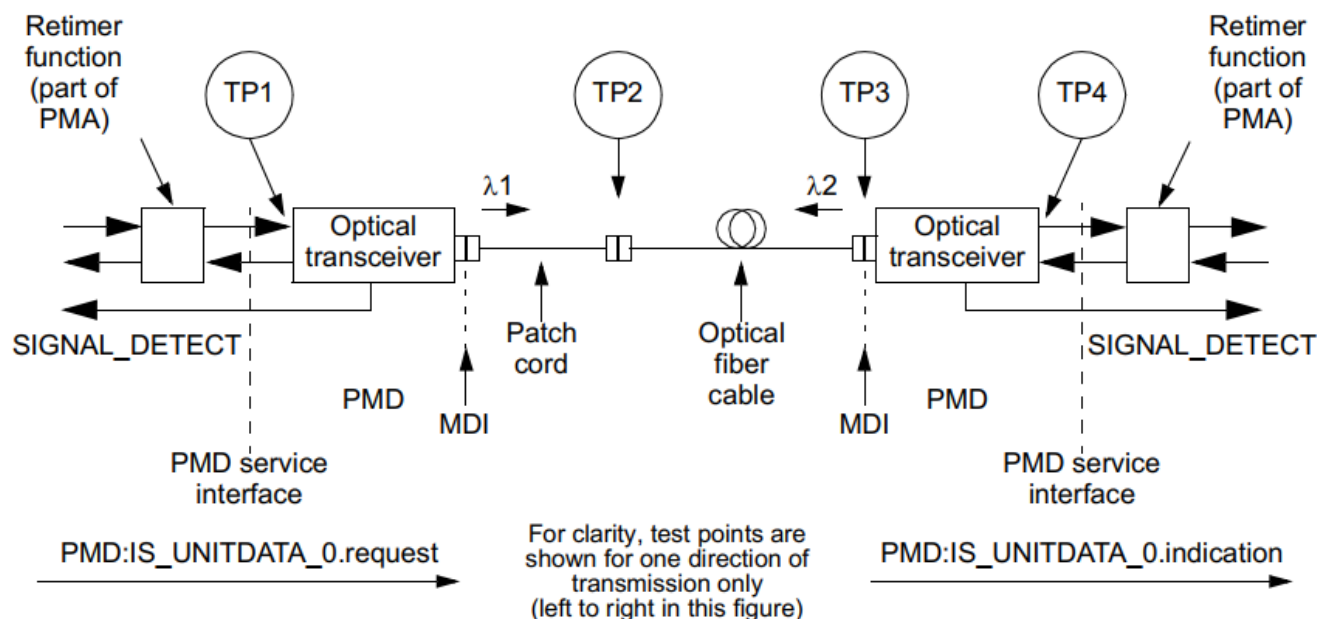 Retimer
function
(part of
PMA)
TP1
TP2
TP3
TP4
Retimer
function
(part of
PMA)
λ1
λ2
Optical
transceiver
Optical
transceiver
SIGNAL_DETECT
Patch
cord
Optical
fiber
cable
SIGNAL_DETECT
PMD
MDI
MDI
PMD
PMD service
interface
PMD service
interface
PMD:IS_UNITDATA_0.request
For clarity, test points are
shown for one direction of
transmission only
(left to right in this figure)
PMD:IS_UNITDATA_0.indication